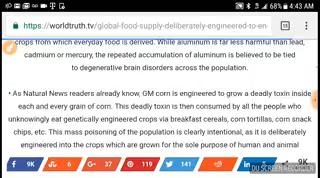 68% 4:43 AM
https://worldtruth.tv/global-food-supply-deliberately-engineered-to-en
crops from which everyday food is derived. While aluminum is far less harmful than lead,
cadmium or mercury, the repeated accumulation of aluminum is believed to be tied
to degenerative brain disorders across the population.
• As Natural News readers already know, GM corn is engineered to grow a deadly toxin inside
each and every grain of corn. This deadly toxin is then consumed by all the people who
unknowingly eat genetically engineered crops via breakfast cereals, corn tortillas, corn snack
chips, etc. This mass poisoning of the population is clearly intentional, as it is deliberately
engineered into the crops which are grown for the sole purpose of human and animal
9K 6 37 119 141 9K
DU SCREEN RECORDER